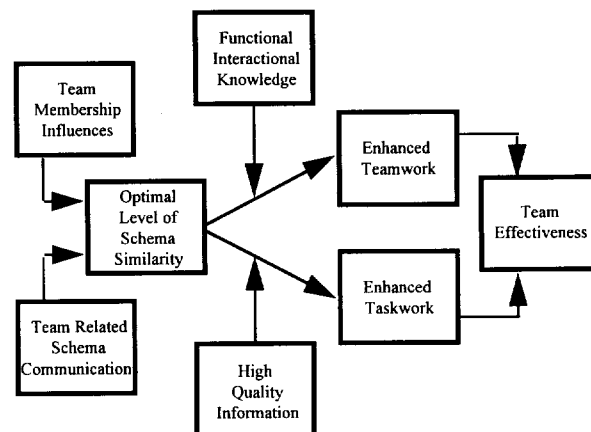 Functional
Interactional
Knowledge
Team
Membership
Influences
Enhanced
Teamwork
Optimal
Level of
Schema
Similarity
Team
Effectiveness
Enhanced
Taskwork
Team Related
Schema
Communication
High
Quality
Information